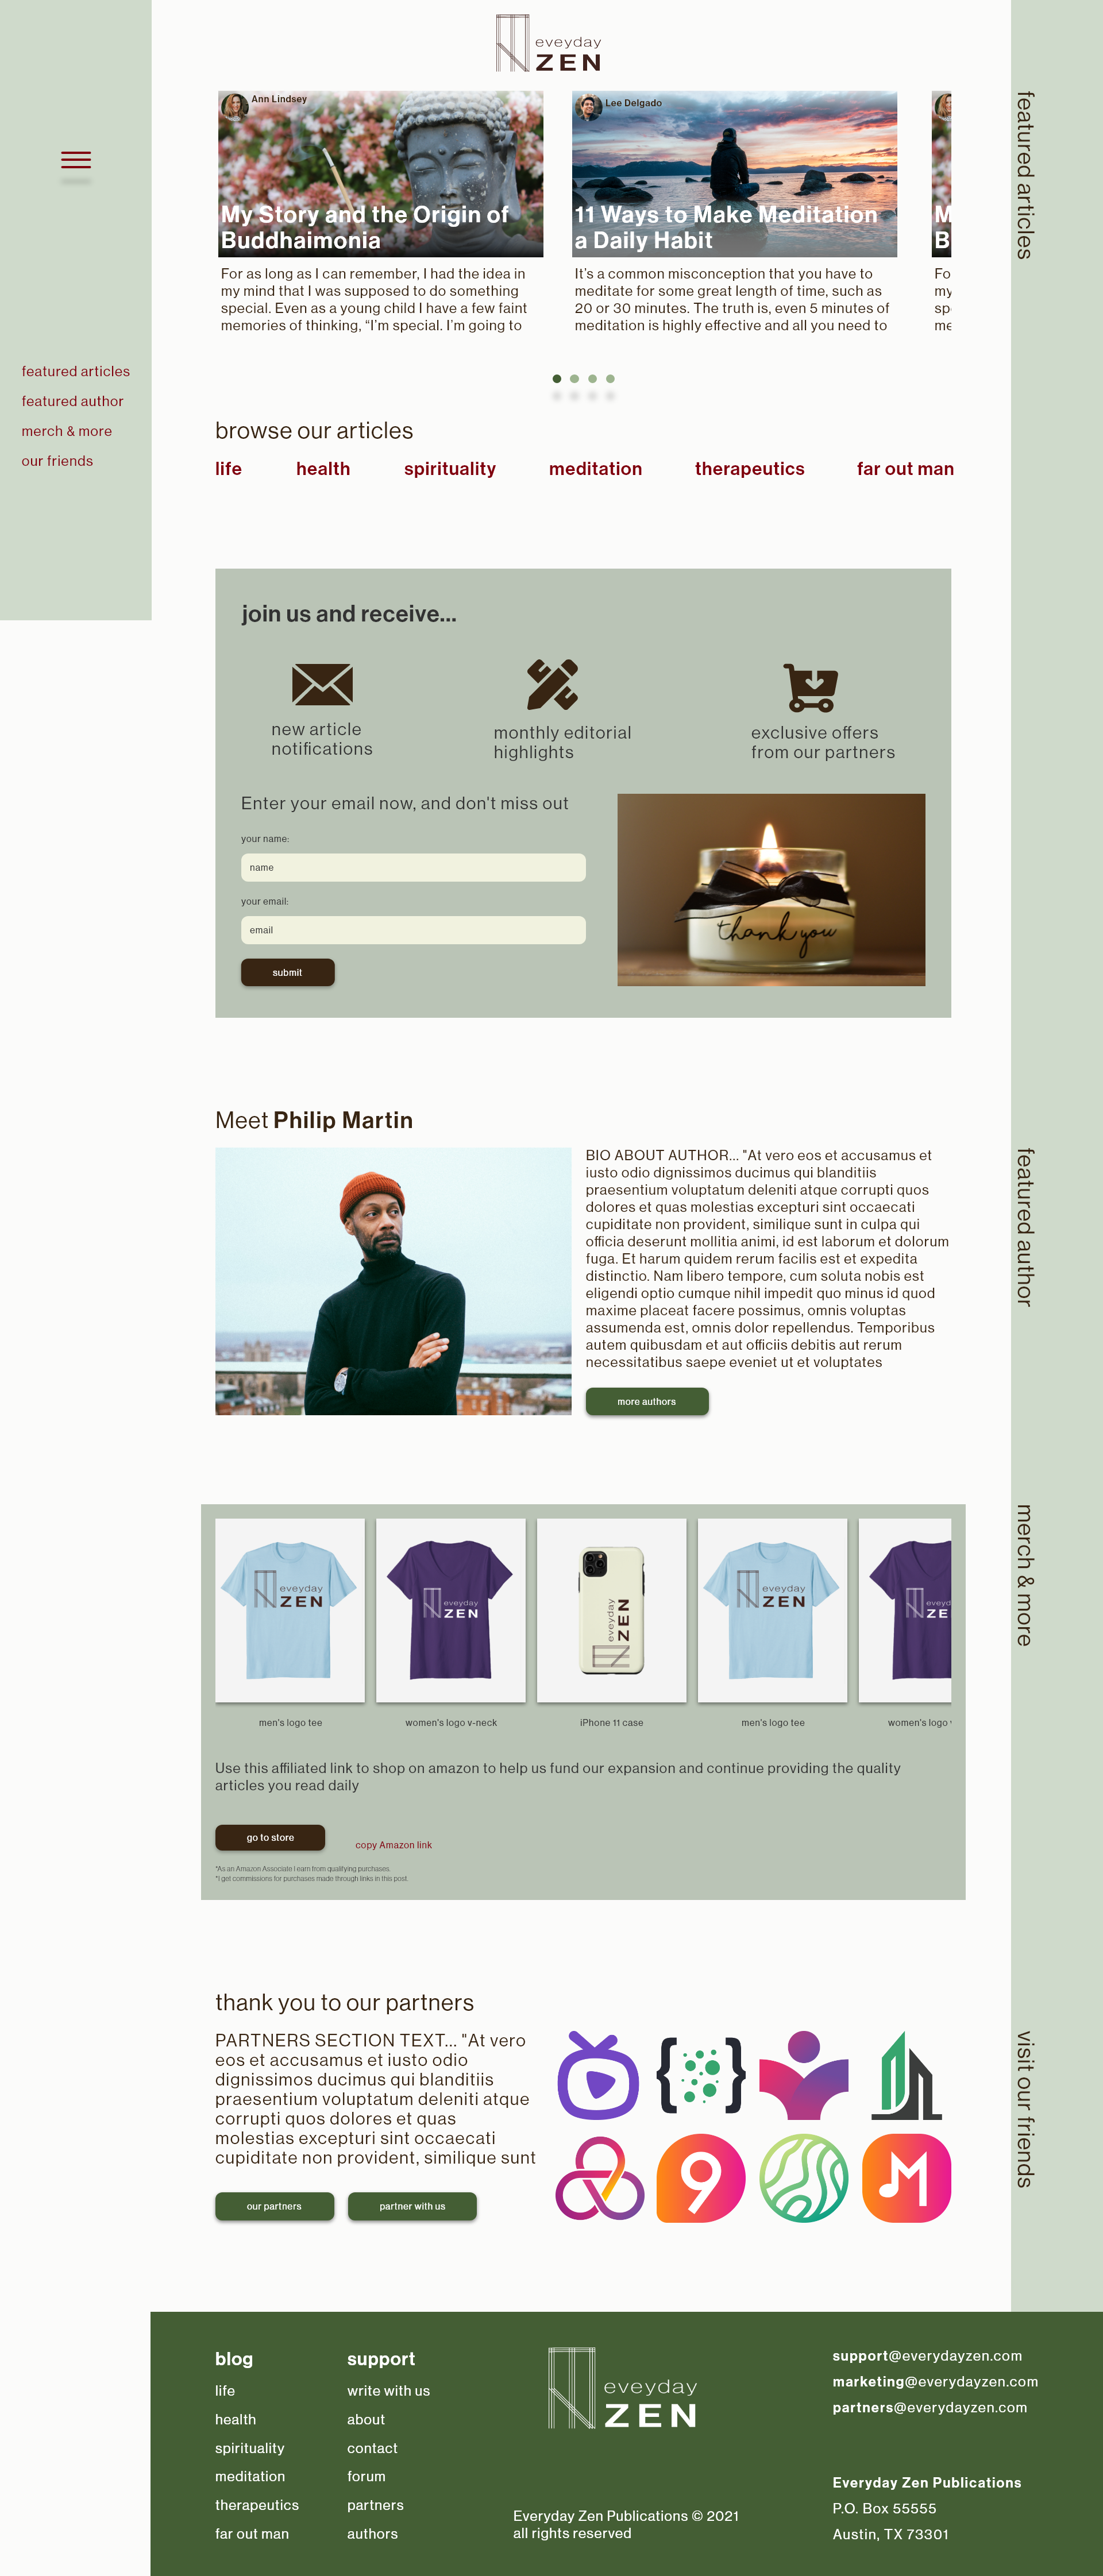 eveyday
ZEN
featured articles
featured author
merch & more
our friends
Ann Lindsey
My Story and the Origin of
Buddhaimonia
For as long as I can remember, I had the idea in
my mind that I was supposed to do something
special. Even as a young child I have a few faint
memories of thinking, “I’m special. I’m going to
Lee Delgado
11 Ways to Make Meditation
a Daily Habit
It’s a common misconception that you have to
meditate for some great length of time, such as
20 or 30 minutes. The truth is, even 5 minutes of
meditation is highly effective and all you need to
M
B
Fo
my
sp
me
featured articles
browse our articles
life health spirituality meditation therapeutics far out man
join us and receive...
new article
notifications
monthly editorial
highlights
exclusive offers
from our partners
Enter your email now, and don't miss out
your name:
name
your email:
email
submit
thank you
Meet Philip Martin
BIO ABOUT AUTHOR... "At vero eos et accusamus et
iusto odio dignissimos ducimus qui blanditiis
praesentium voluptatum deleniti atque corrupti quos
dolores et quas molestias excepturi sint occaecati
cupiditate non provident, similique sunt in culpa qui
officia deserunt mollitia animi, id est laborum et dolorum
fuga. Et harum quidem rerum facilis est et expedita
distinctio. Nam libero tempore, cum soluta nobis est
eligendi optio cumque nihil impedit quo minus id quod
maxime placeat facere possimus, omnis voluptas
assumenda est, omnis dolor repellendus. Temporibus
autem quibusdam et aut officiis debitis aut rerum
necessitatibus saepe eveniet ut et voluptates
more authors
featured author
eveyday
ZEN
eveyday
ZEN
eveyday
ZEN
eveyday
ZEN
eveyd
ZE
men's logo tee
women's logo v-neck
iPhone 11 case
men's logo tee
women's logo v
merch & more
Use this affiliated link to shop on amazon to help us fund our expansion and continue providing the quality
articles you read daily
go to store
copy Amazon link
*As an Amazon Associate I earn from qualifying purchases.
*I get commissions for purchases made through links in this post.
thank you to our partners
PARTNERS SECTION TEXT... "At vero
eos et accusamus et iusto odio
dignissimos ducimus qui blanditiis
praesentium voluptatum deleniti atque
corrupti quos dolores et quas
molestias excepturi sint occaecati
cupiditate non provident, similique sunt
our partners
partner with us
9
visit our friends
blog
life
health
spirituality
meditation
therapeutics
far out man
support
write with us
about
contact
forum
partners
authors
eveyday
ZEN
Everyday Zen Publications © 2021
all rights reserved
support@everydayzen.com
marketing@everydayzen.com
partners@everydayzen.com
Everyday Zen Publications
P.O. Box 55555
Austin, TX 73301